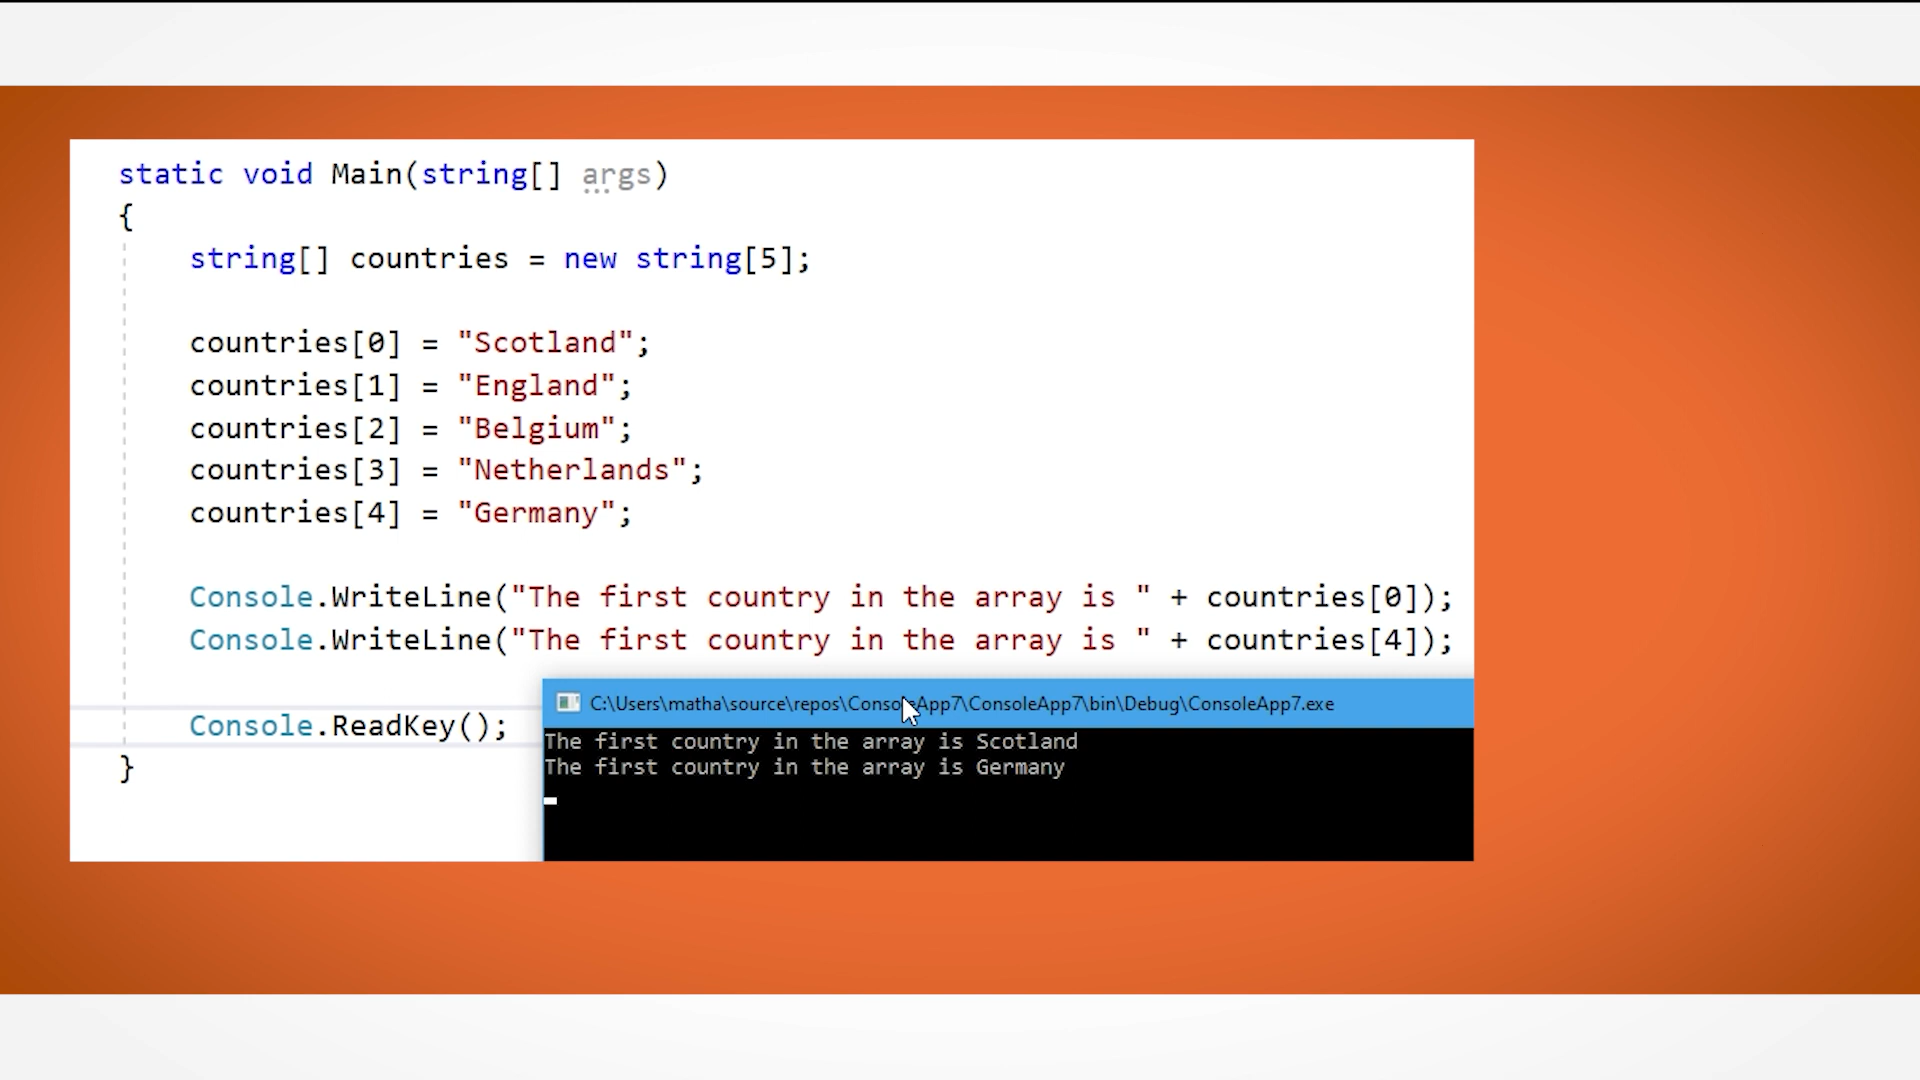 static void Main(string[] args)
{
string[] countries = new string[5];
countries[0] = "Scotland";
countries[1] = "England";
countries[2] = "Belgium";
countries[3] = "Netherlands";
countries[4] = "Germany";
Console.WriteLine("The first country in the array is " + countries[0]);
Console.WriteLine("The first country in the array is " + countries[4]);
Console.ReadKey();
}
C:\Users\matha\source\repos\ConsoleApp7\ConsoleApp7\bin\Debug\ConsoleApp7.exe
The first country in the array is Scotland
The first country in the array is Germany